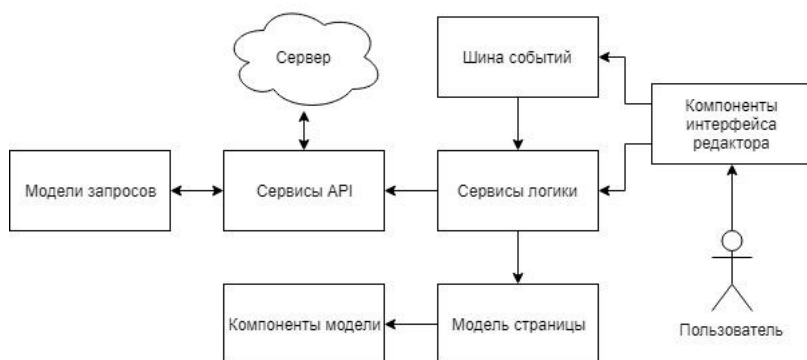 Сервер
Шина событий
Компоненты
интерфейса
редактора
Модели запросов
Сервисы API
Сервисы логики
Компоненты модели
Модель страницы
Пользователь